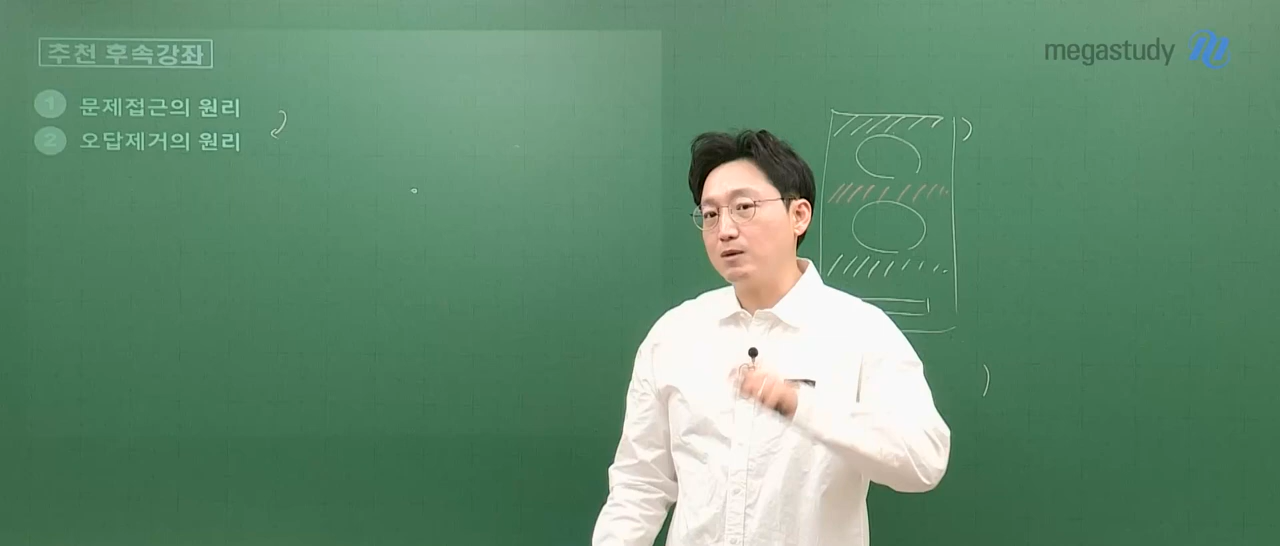 추천 후속강좌
1 문제접근의 원리
2 오답제거의 원리
megastudy